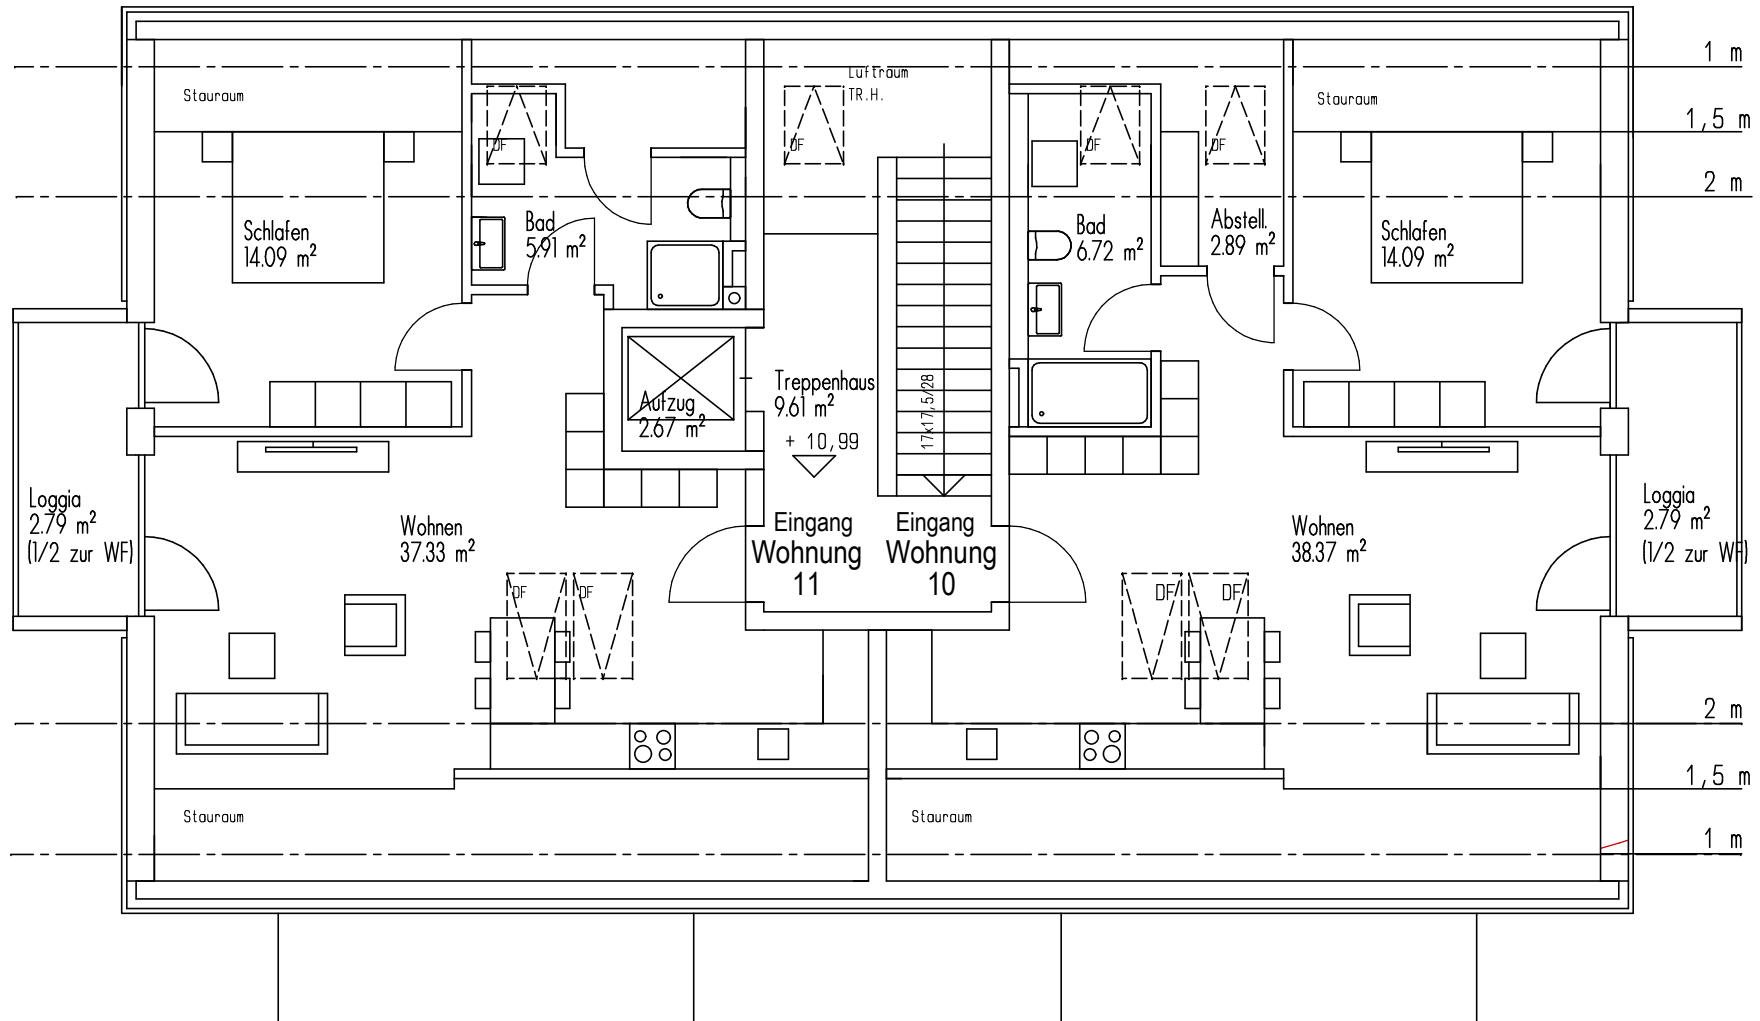 1 m
Luftraum
TR.H.
Stauraum
Stauraum
1,5 m
DF
DF
DF
DF
2 m
Schlafen
14.09 m²
Bad
5.91 m²
Bad
6.72 m²
Abstell.
2.89 m²
Schlafen
14.09 m²
Aufzug
2.67 m²
Treppenhaus
9.61 m²
+ 10,99
17x17,5/28
Loggia
2.79 m²
(1/2 zur WF)
Wohnen
37.33 m²
Eingang
Wohnung
11
Eingang
Wohnung
10
Wohnen
38.37 m²
Loggia
2.79 m²
(1/2 zur WF)
DF
DF
DF
DF
2 m
1,5 m
Stauraum
Stauraum
1 m